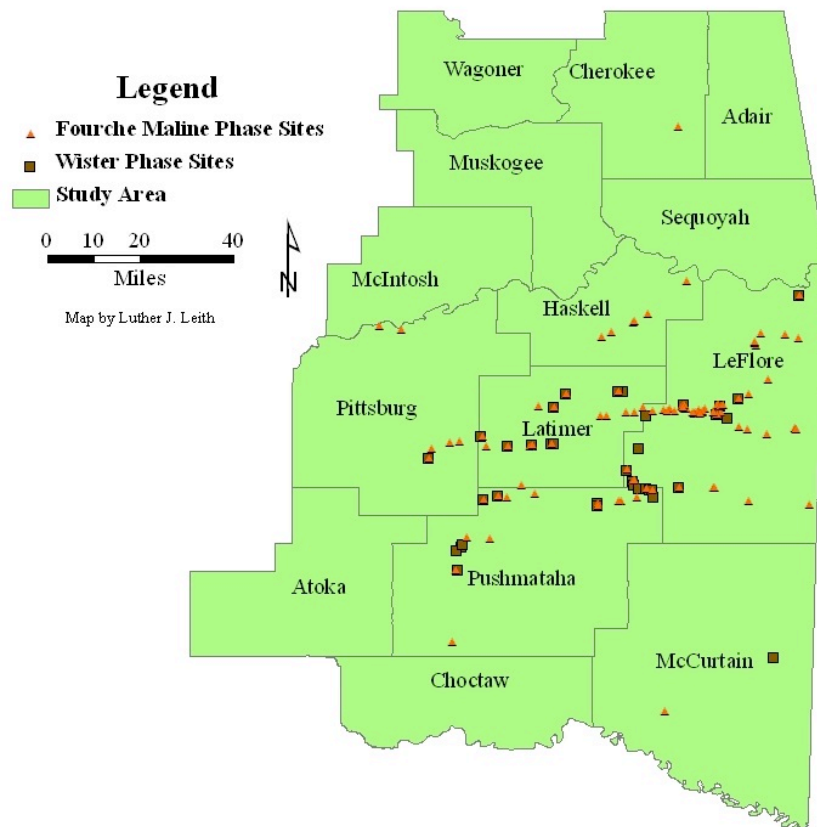 Legend
Fourche Maline Phase Sites
Wister Phase Sites
Study Area
0 10 20 40
Miles
N
Map by Luther J. Leith
Wagoner
Cherokee
Adair
Muskogee
Sequoyah
McIntosh
Haskell
LeFlore
Pittsburg
Latimer
Atoka
Pushmataha
McCurtain
Choctaw